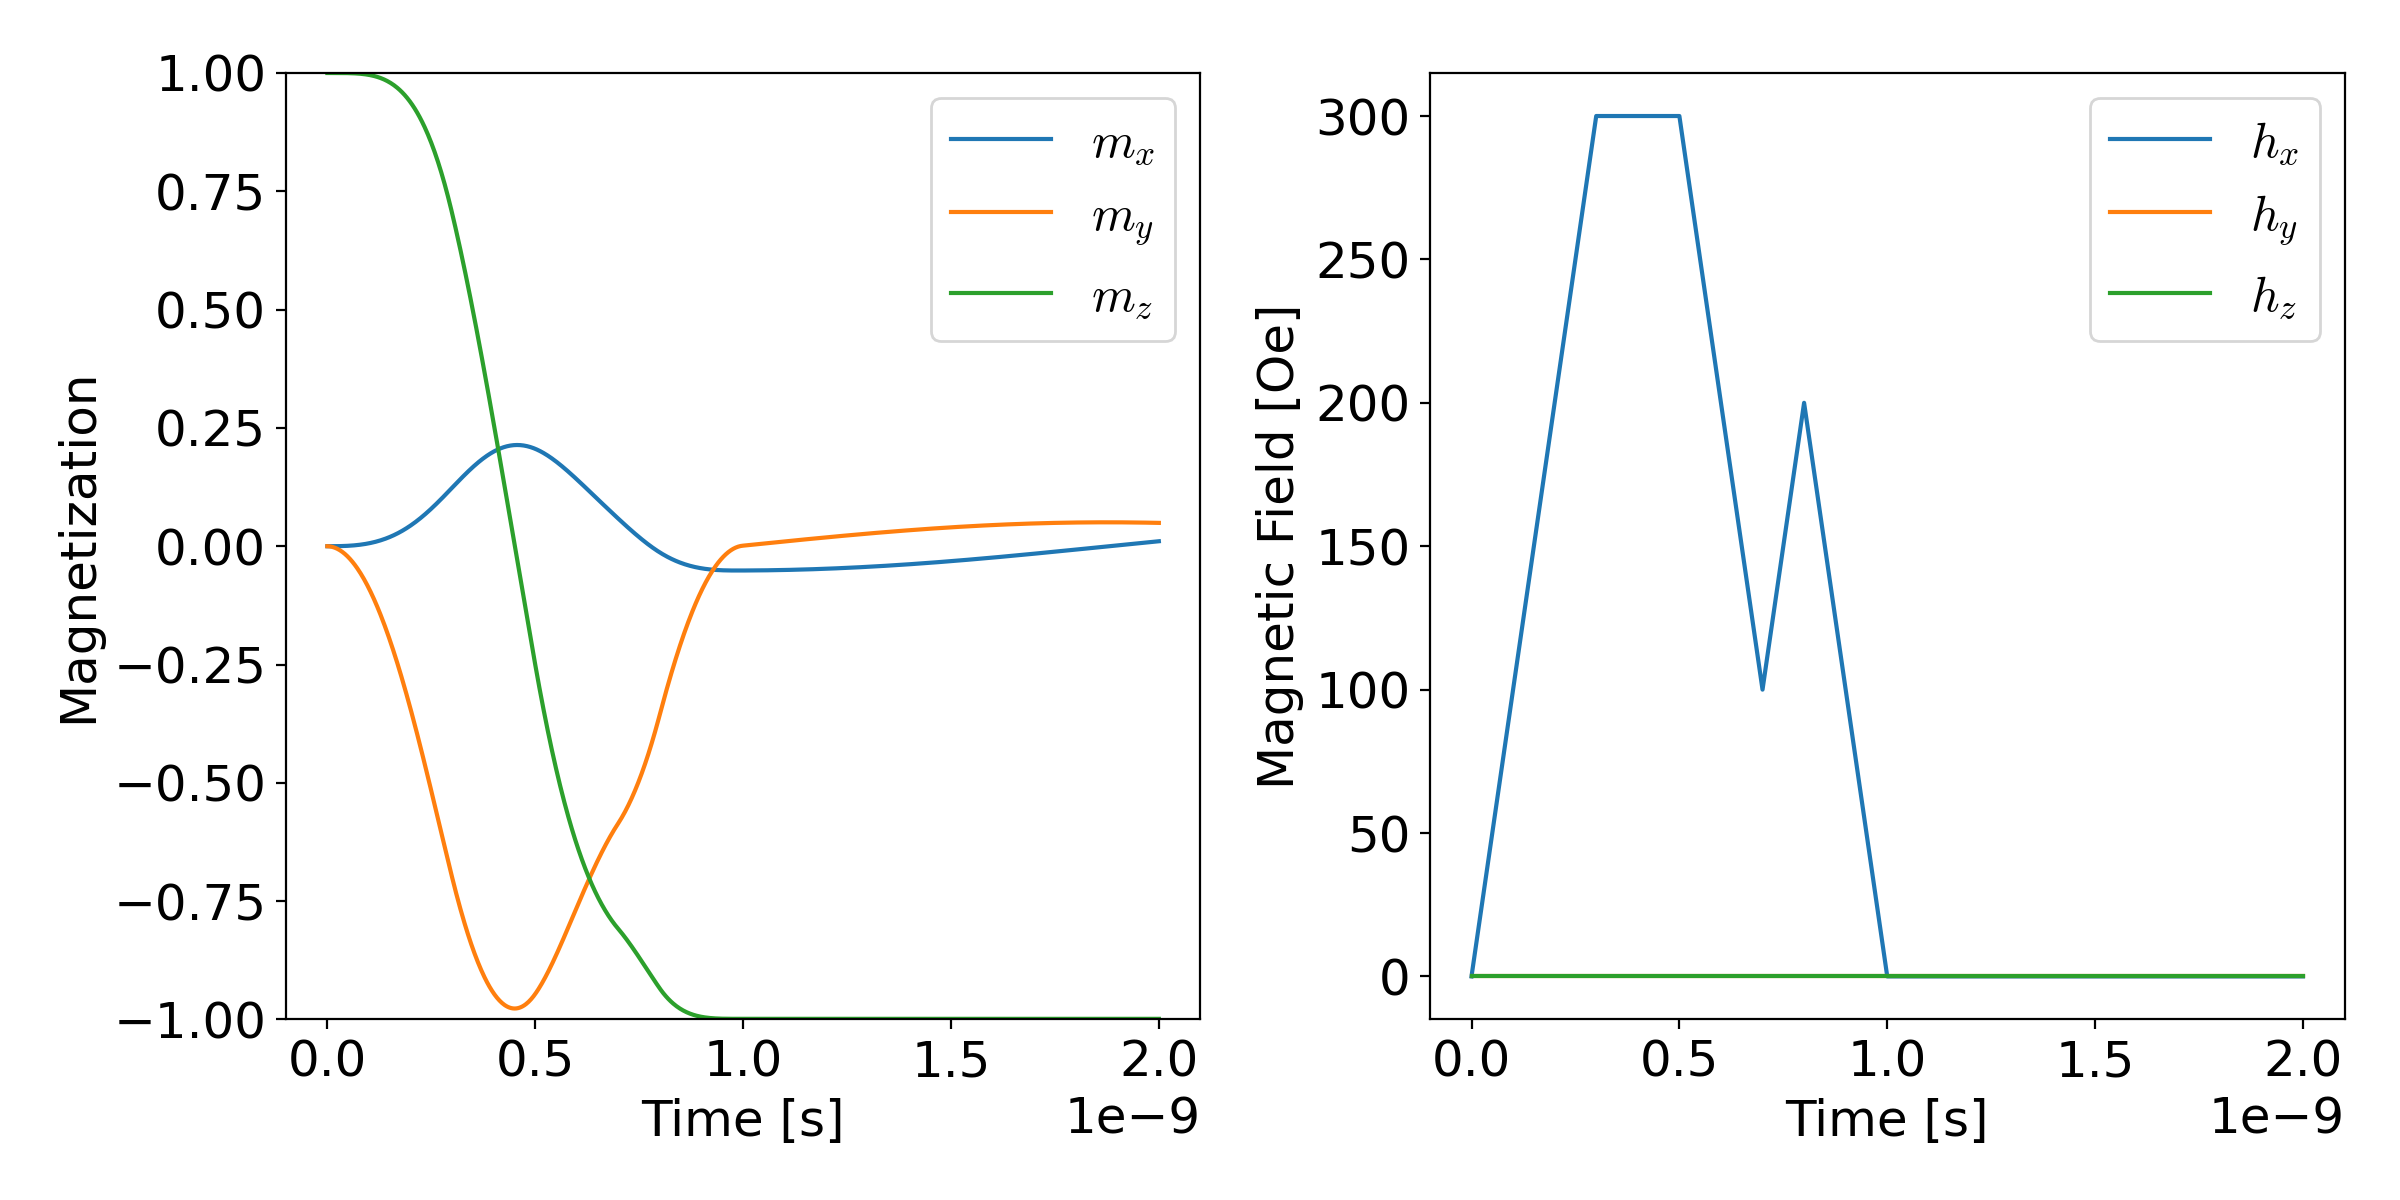 1.00
0.75
0.50
0.25
0.00
−0.25
−0.50
−0.75
−1.00
Magnetization
0.0 0.5 1.0 1.5 2.0
Time [s]
1e−9
m_x
m_y
m_z
300
250
200
150
100
50
0
Magnetic Field [Oe]
0.0 0.5 1.0 1.5 2.0
Time [s]
1e−9
h_x
h_y
h_z